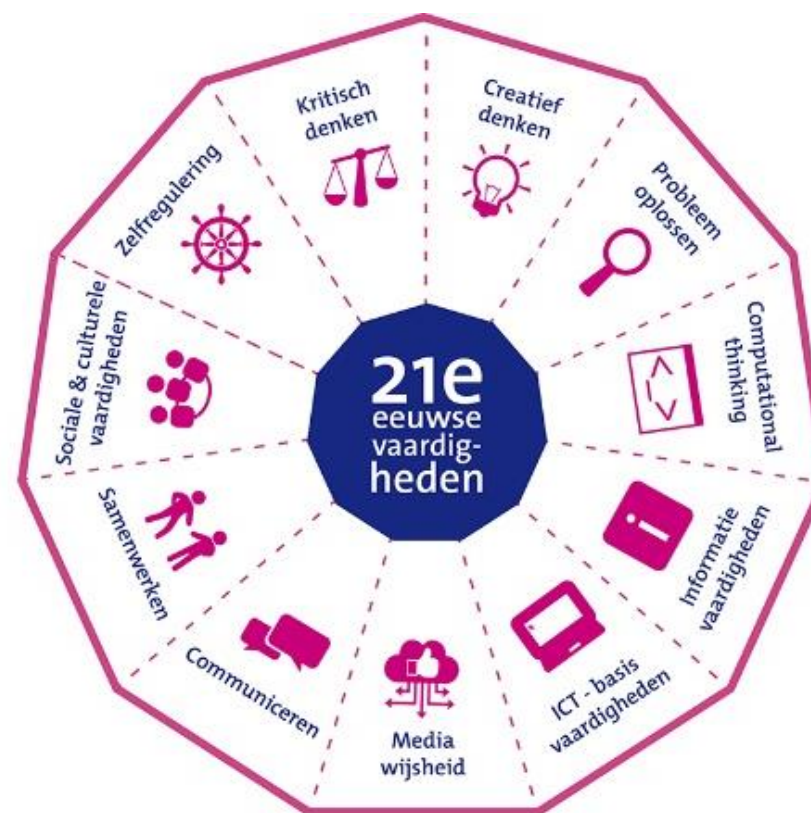 Kritisch
denken
Creatief
denken
Probleem
oplossen
Computational
thinking
Informatie
vaardigheden
ICT - basis
vaardigheden
Media
wijsheid
Communiceren
Samenwerken
Sociale & culturele
vaardigheden
Zelfregulering
21e
eeuwse
vaardig-
heden